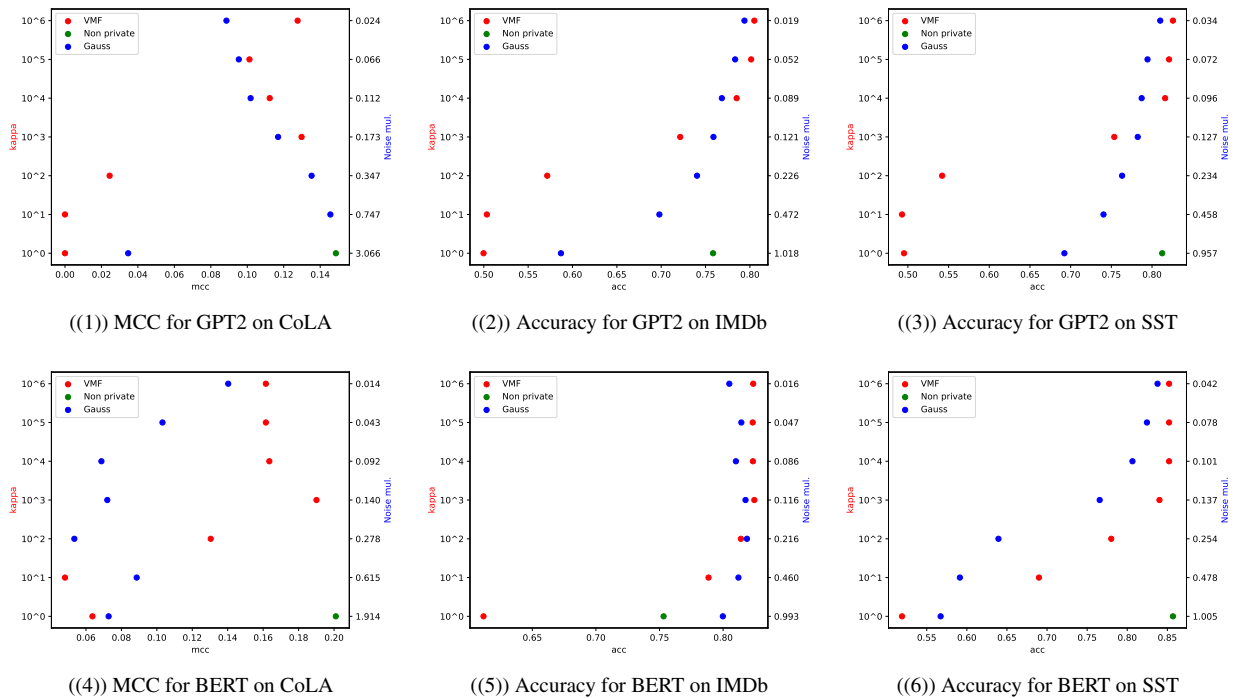 VMF
Non private
Gauss
10^6
10^5
10^4
10^3
10^2
10^1
10^0
kappa
0.024
0.066
0.112
0.173
0.347
0.747
3.066
Noise mul.
0.00 0.02 0.04 0.06 0.08 0.10 0.12 0.14
mcc
((1)) MCC for GPT2 on CoLA
VMF
Non private
Gauss
10^6
10^5
10^4
10^3
10^2
10^1
10^0
kappa
0.019
0.052
0.089
0.121
0.226
0.472
1.018
Noise mul.
0.50 0.55 0.60 0.65 0.70 0.75 0.80
acc
((2)) Accuracy for GPT2 on IMDb
VMF
Non private
Gauss
10^6
10^5
10^4
10^3
10^2
10^1
10^0
kappa
0.034
0.072
0.096
0.127
0.234
0.458
0.957
Noise mul.
0.50 0.55 0.60 0.65 0.70 0.75 0.80
acc
((3)) Accuracy for GPT2 on SST
VMF
Non private
Gauss
10^6
10^5
10^4
10^3
10^2
10^1
10^0
kappa
0.014
0.043
0.092
0.140
0.278
0.615
1.914
Noise mul.
0.06 0.08 0.10 0.12 0.14 0.16 0.18 0.20
mcc
((4)) MCC for BERT on CoLA
VMF
Non private
Gauss
10^6
10^5
10^4
10^3
10^2
10^1
10^0
kappa
0.016
0.047
0.086
0.116
0.216
0.460
0.993
Noise mul.
0.65 0.70 0.75 0.80
acc
((5)) Accuracy for BERT on IMDb
VMF
Non private
Gauss
10^6
10^5
10^4
10^3
10^2
10^1
10^0
kappa
0.042
0.078
0.101
0.137
0.254
0.478
1.005
Noise mul.
0.55 0.60 0.65 0.70 0.75 0.80 0.85
acc
((6)) Accuracy for BERT on SST